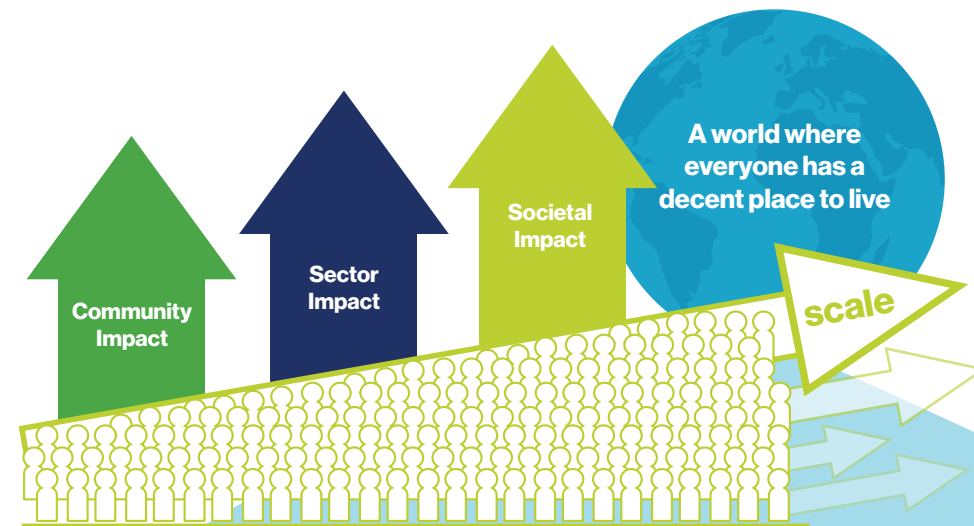 Community
Impact
Sector
Impact
Societal
Impact
A world where
everyone has a
decent place to live
scale